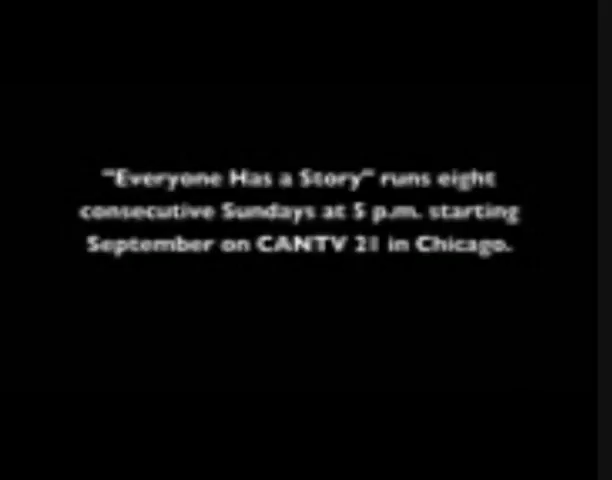 "Everyone Has a Story" runs eight
consecutive Sundays at 5 p.m. starting
September on CANTV 21 in Chicago.